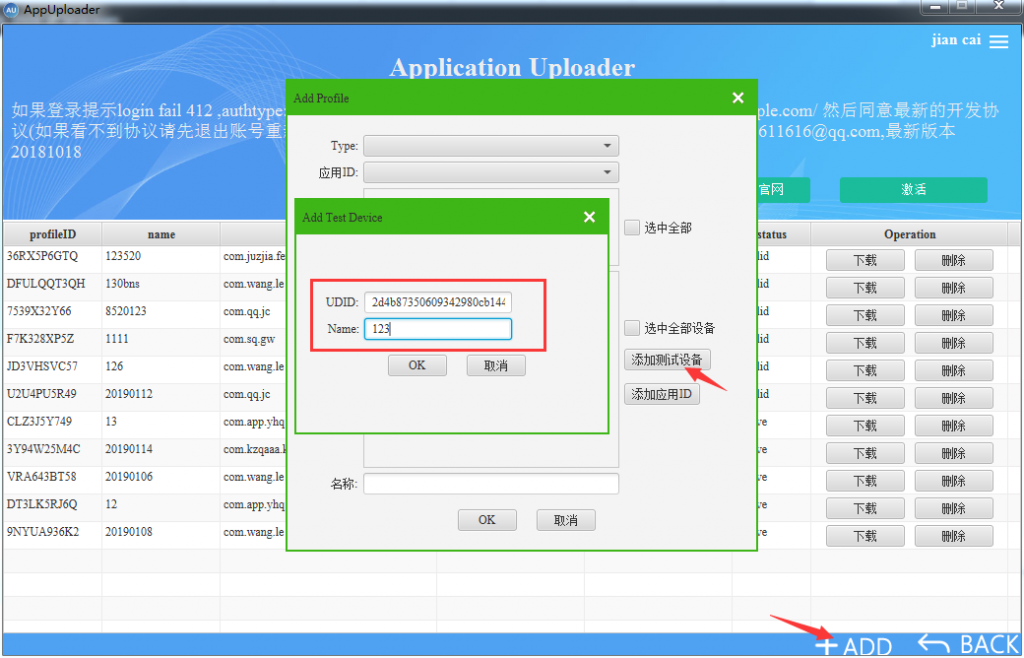 AU AppUploader
jian cai
Application Uploader
如果登录提示login fail 412 ,authtype
ple.com/ 然后同意最新的开发协
议(如果看不到协议请先退出账号重
611616@qq.com,最新版本
20181018
官网
激活
Add Profile
Type:
应用ID:
选中全部
选中全部设备
添加测试设备
添加应用ID
名称:
OK
取消
Add Test Device
UDID: 2d4b87350609342980cb144
Name: 123
OK
取消
profileID name status Operation
36RX5P6GTQ 123520 com.juzjia.fe lid 下载 删除
DFULQQT3QH 130bns com.wang.le lid 下载 删除
7539X32Y66 8520123 com.qq.jc lid 下载 删除
F7K328XP5Z 1111 com.sq.gw lid 下载 删除
JD3VHSVC57 126 com.wang.le lid 下载 删除
U2U4PU5R49 20190112 com.qq.jc lid 下载 删除
CLZ3J5Y749 13 com.app.yhq ve 下载 删除
3Y94W25M4C 20190114 com.kzqaaa.k ve 下载 删除
VRA643BT58 20190106 com.wang.le ve 下载 删除
DT3LK5RJ6Q 12 com.app.yhq ve 下载 删除
9NYUA936K2 20190108 com.wang.le ve 下载 删除
ADD
BACK